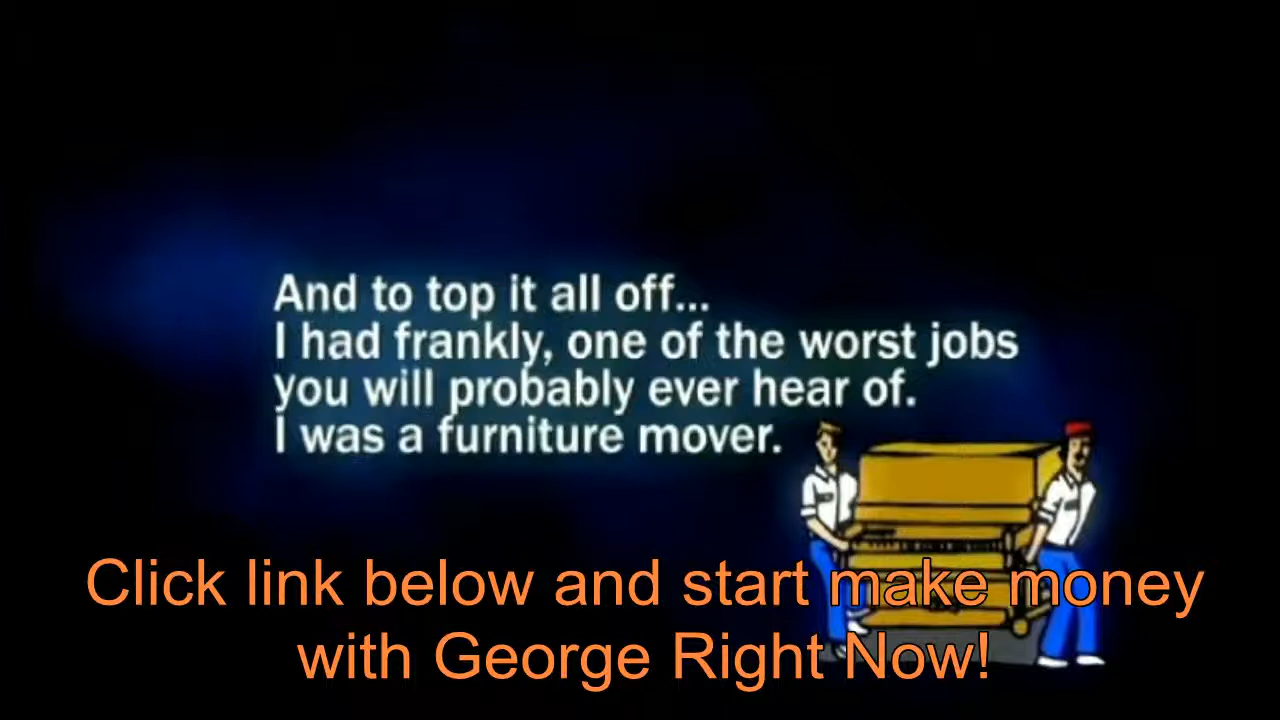 And to top it all off...
I had frankly, one of the worst jobs
you will probably ever hear of.
I was a furniture mover.
Click link below and start make money
with George Right Now!